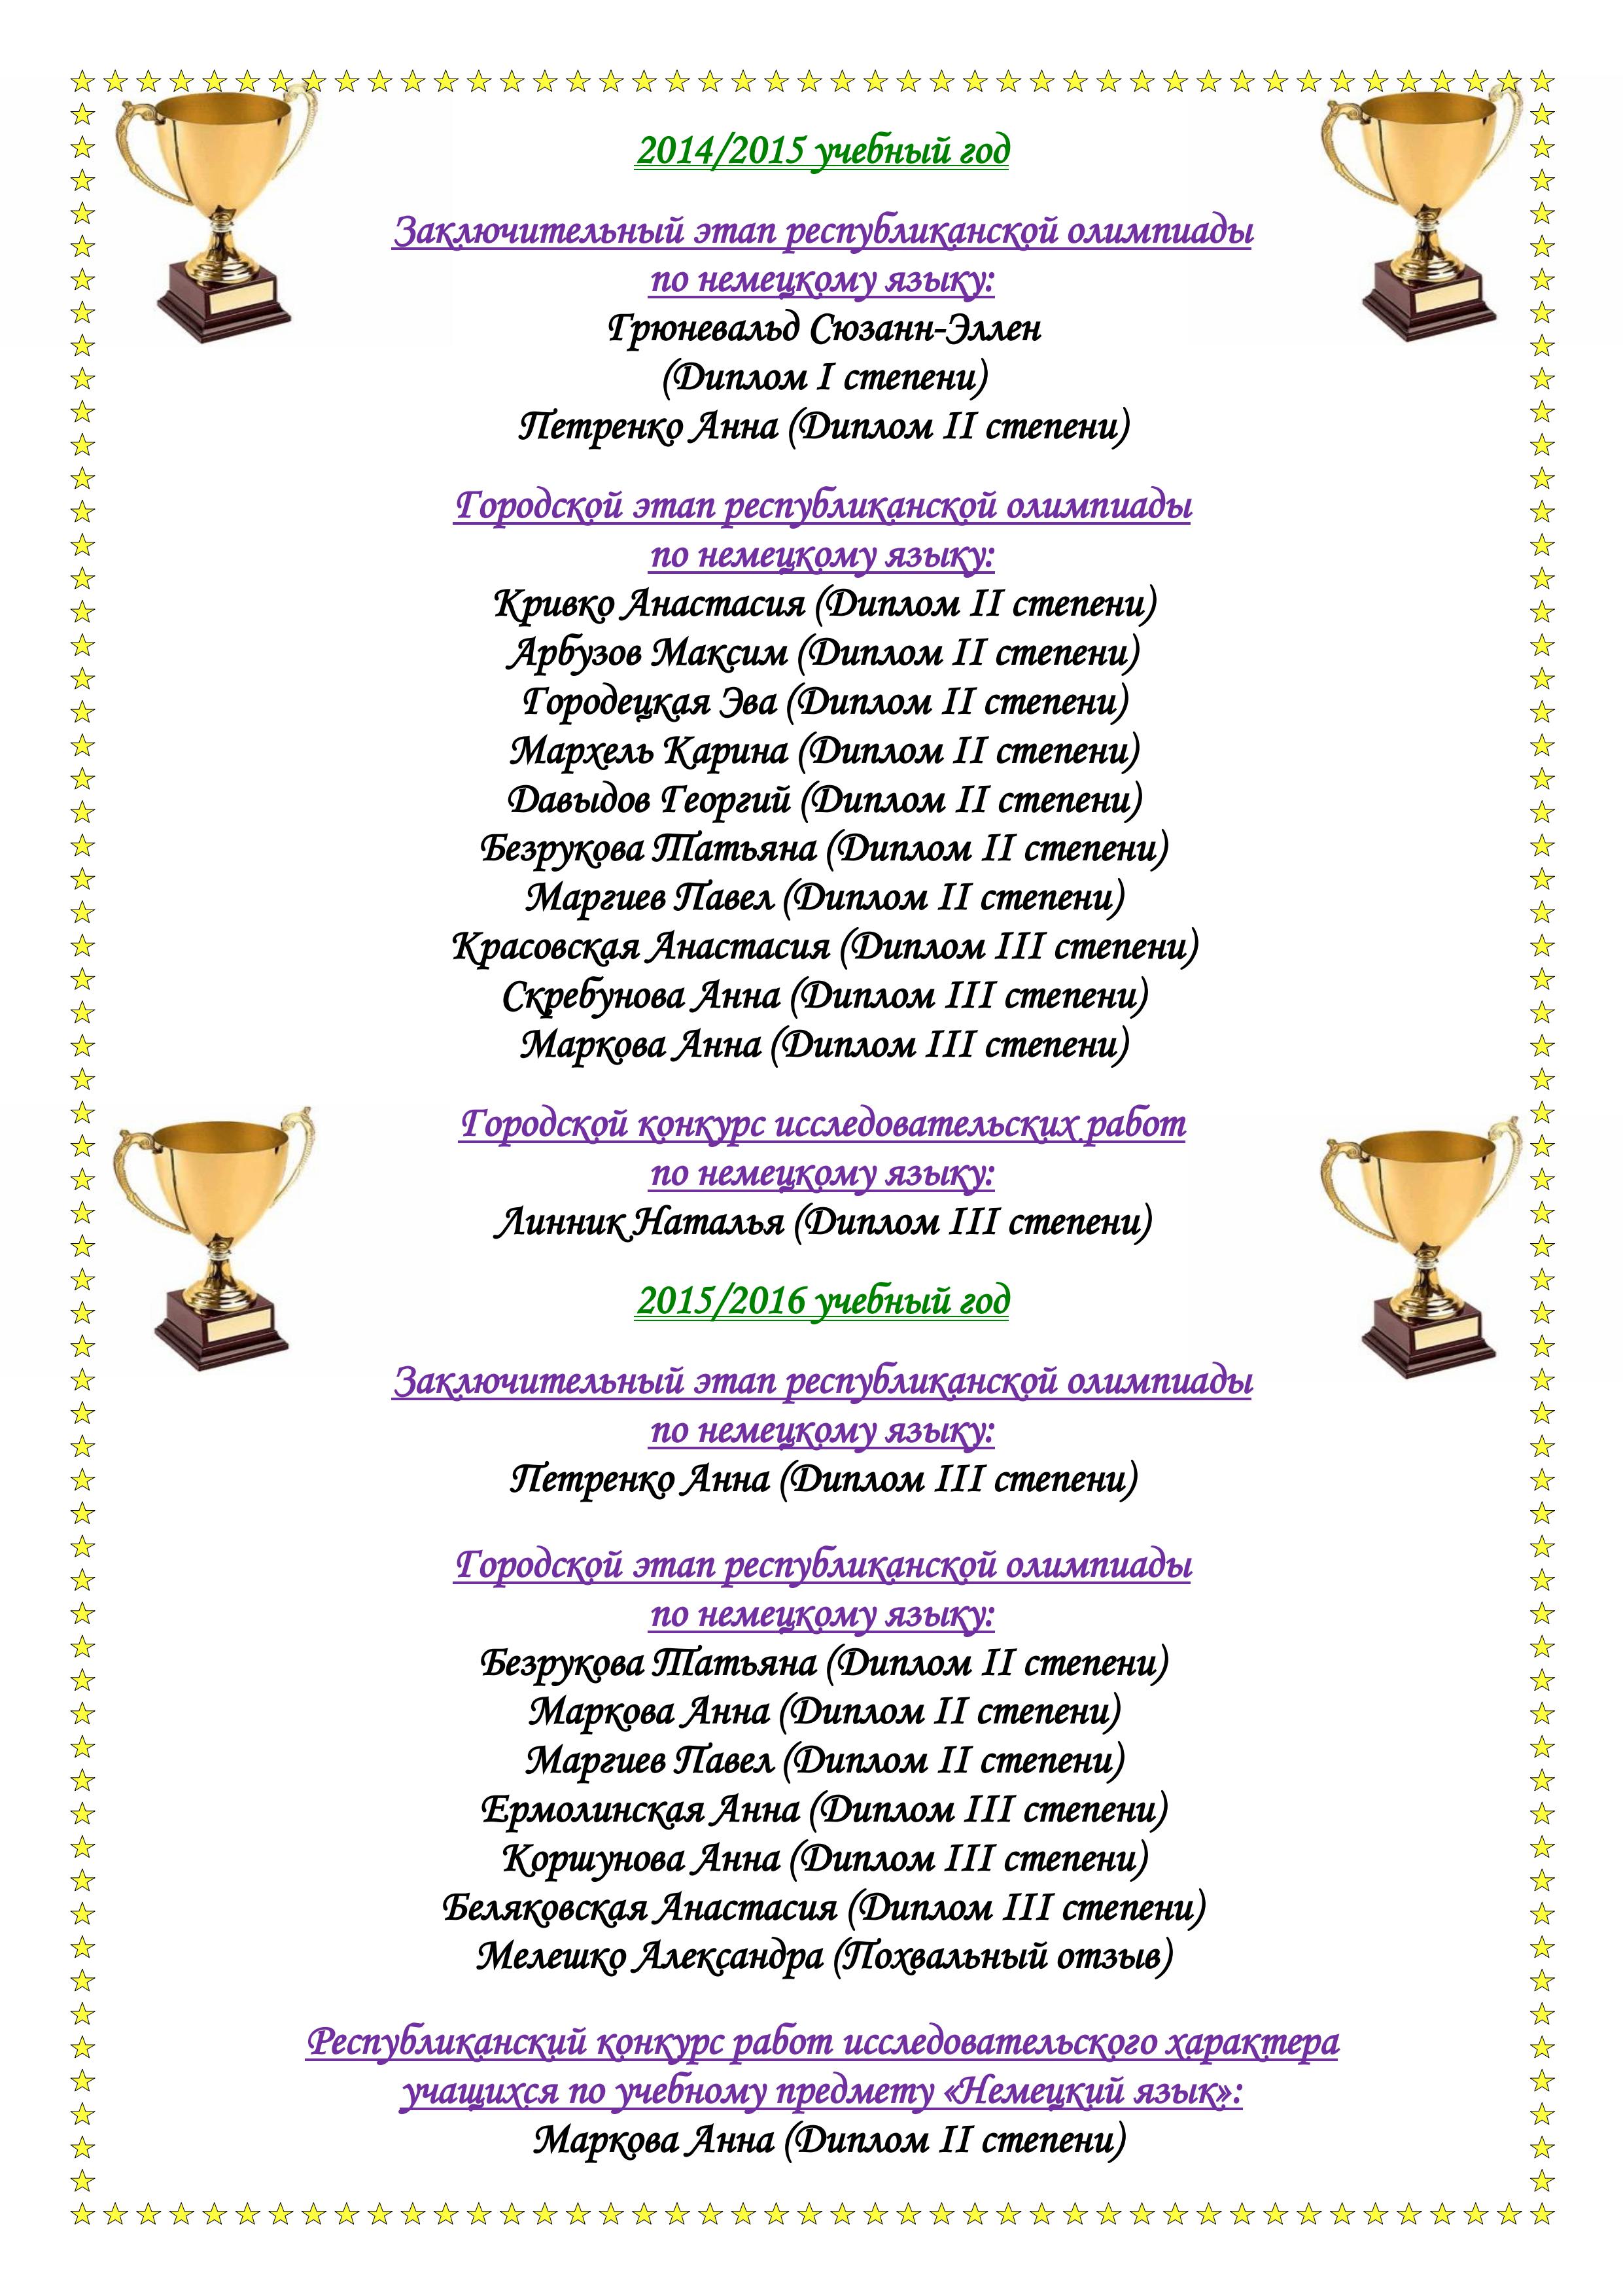 2014/2015 учебный год
Заключительный этап республиканской олимпиады
по немецкому языку:
Грюневальд Сюзанн-Эллен
(Диплом I степени)
Петренко Анна (Диплом II степени)
Городской этап республиканской олимпиады
по немецкому языку:
Кривко Анастасия (Диплом II степени)
Арбузов Максим (Диплом II степени)
Городецкая Эва (Диплом II степени)
Мархель Карина (Диплом II степени)
Давыдов Георгий (Диплом II степени)
Безрукова Татьяна (Диплом II степени)
Маргиев Павел (Диплом II степени)
Красовская Анастасия (Диплом III степени)
Скребунова Анна (Диплом III степени)
Маркова Анна (Диплом III степени)
Городской конкурс исследовательских работ
по немецкому языку:
Линник Наталья (Диплом III степени)
2015/2016 учебный год
Заключительный этап республиканской олимпиады
по немецкому языку:
Петренко Анна (Диплом III степени)
Городской этап республиканской олимпиады
по немецкому языку:
Безрукова Татьяна (Диплом II степени)
Маркова Анна (Диплом II степени)
Маргиев Павел (Диплом II степени)
Ермолинская Анна (Диплом III степени)
Коршунова Анна (Диплом III степени)
Беляковская Анастасия (Диплом III степени)
Мелешко Александра (Похвальный отзыв)
Республиканский конкурс работ исследовательского характера
учащихся по учебному предмету «Немецкий язык»:
Маркова Анна (Диплом II степени)